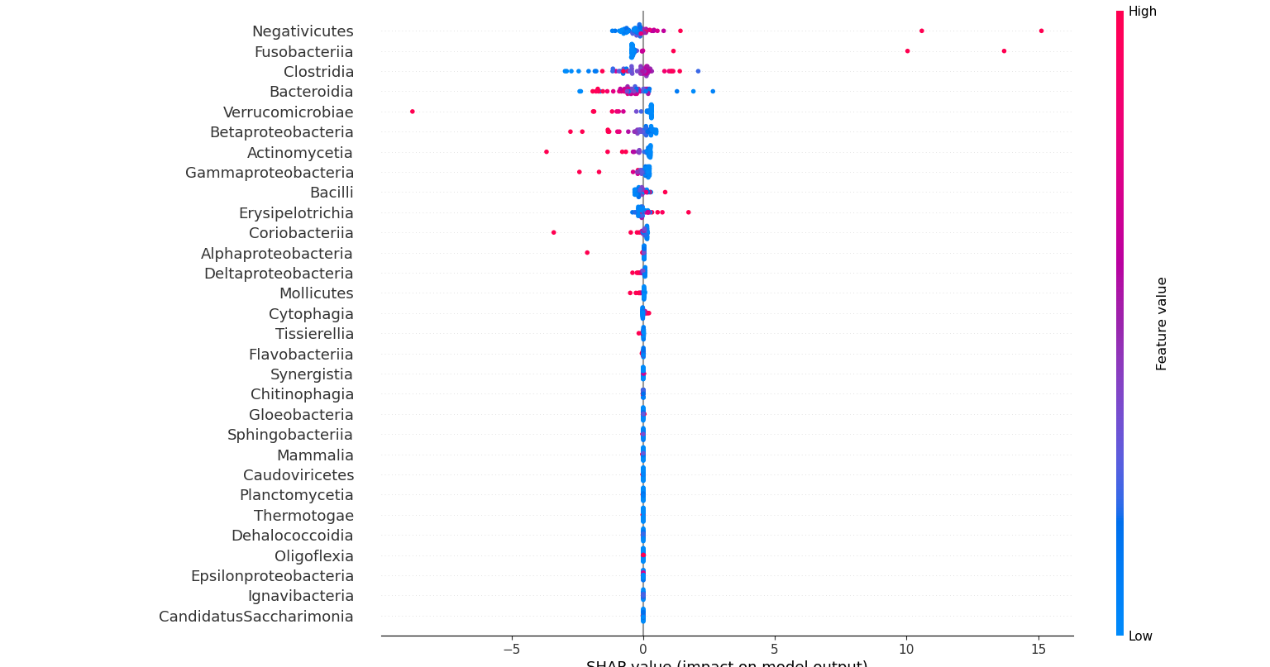 High
Negativicutes
Fusobacteriia
Clostridia
Bacteroidia
Verrucomicrobiae
Betaproteobacteria
Actinomycetia
Gammaproteobacteria
Bacilli
Erysipelotrichia
Coriobacteriia
Alphaproteobacteria
Deltaproteobacteria
Mollicutes
Cytophagia
Tissierellia
Flavobacteriia
Synergistia
Chitinophagia
Gloeobacteria
Sphingobacteriia
Mammalia
Caudoviricetes
Planctomycetia
Thermotogae
Dehalococcoidia
Oligoflexia
Epsilonproteobacteria
Ignavibacteria
CandidatusSaccharimonia
Feature value
Low
−5 0 5 10 15
SHAP value (impact on model output)